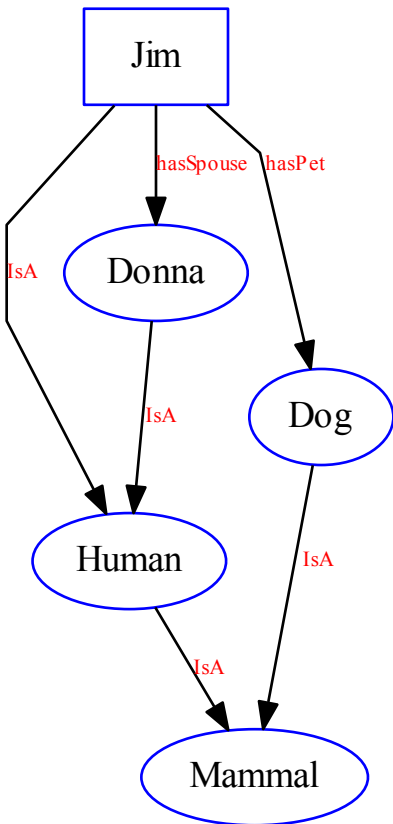 Jim
hasSpouse
hasPet
IsA
Donna
IsA
Dog
Human
IsA
IsA
Mammal